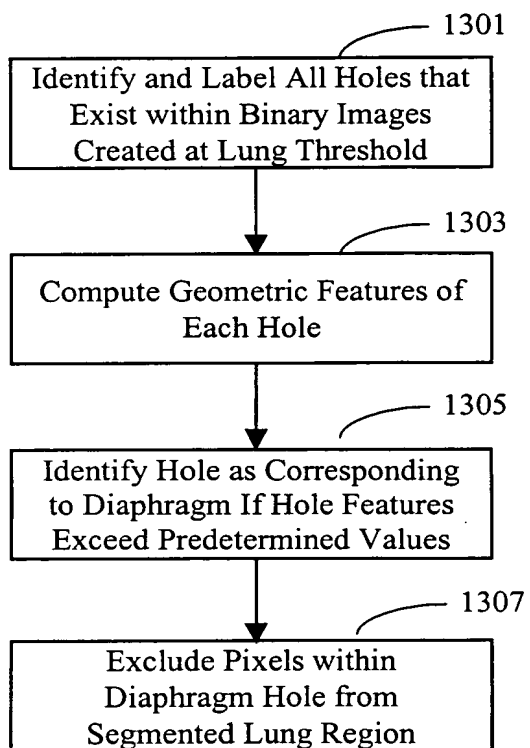 1301
Identify and Label All Holes that
Exist within Binary Images
Created at Lung Threshold
1303
Compute Geometric Features of
Each Hole
1305
Identify Hole as Corresponding
to Diaphragm If Hole Features
Exceed Predetermined Values
1307
Exclude Pixels within
Diaphragm Hole from
Segmented Lung Region